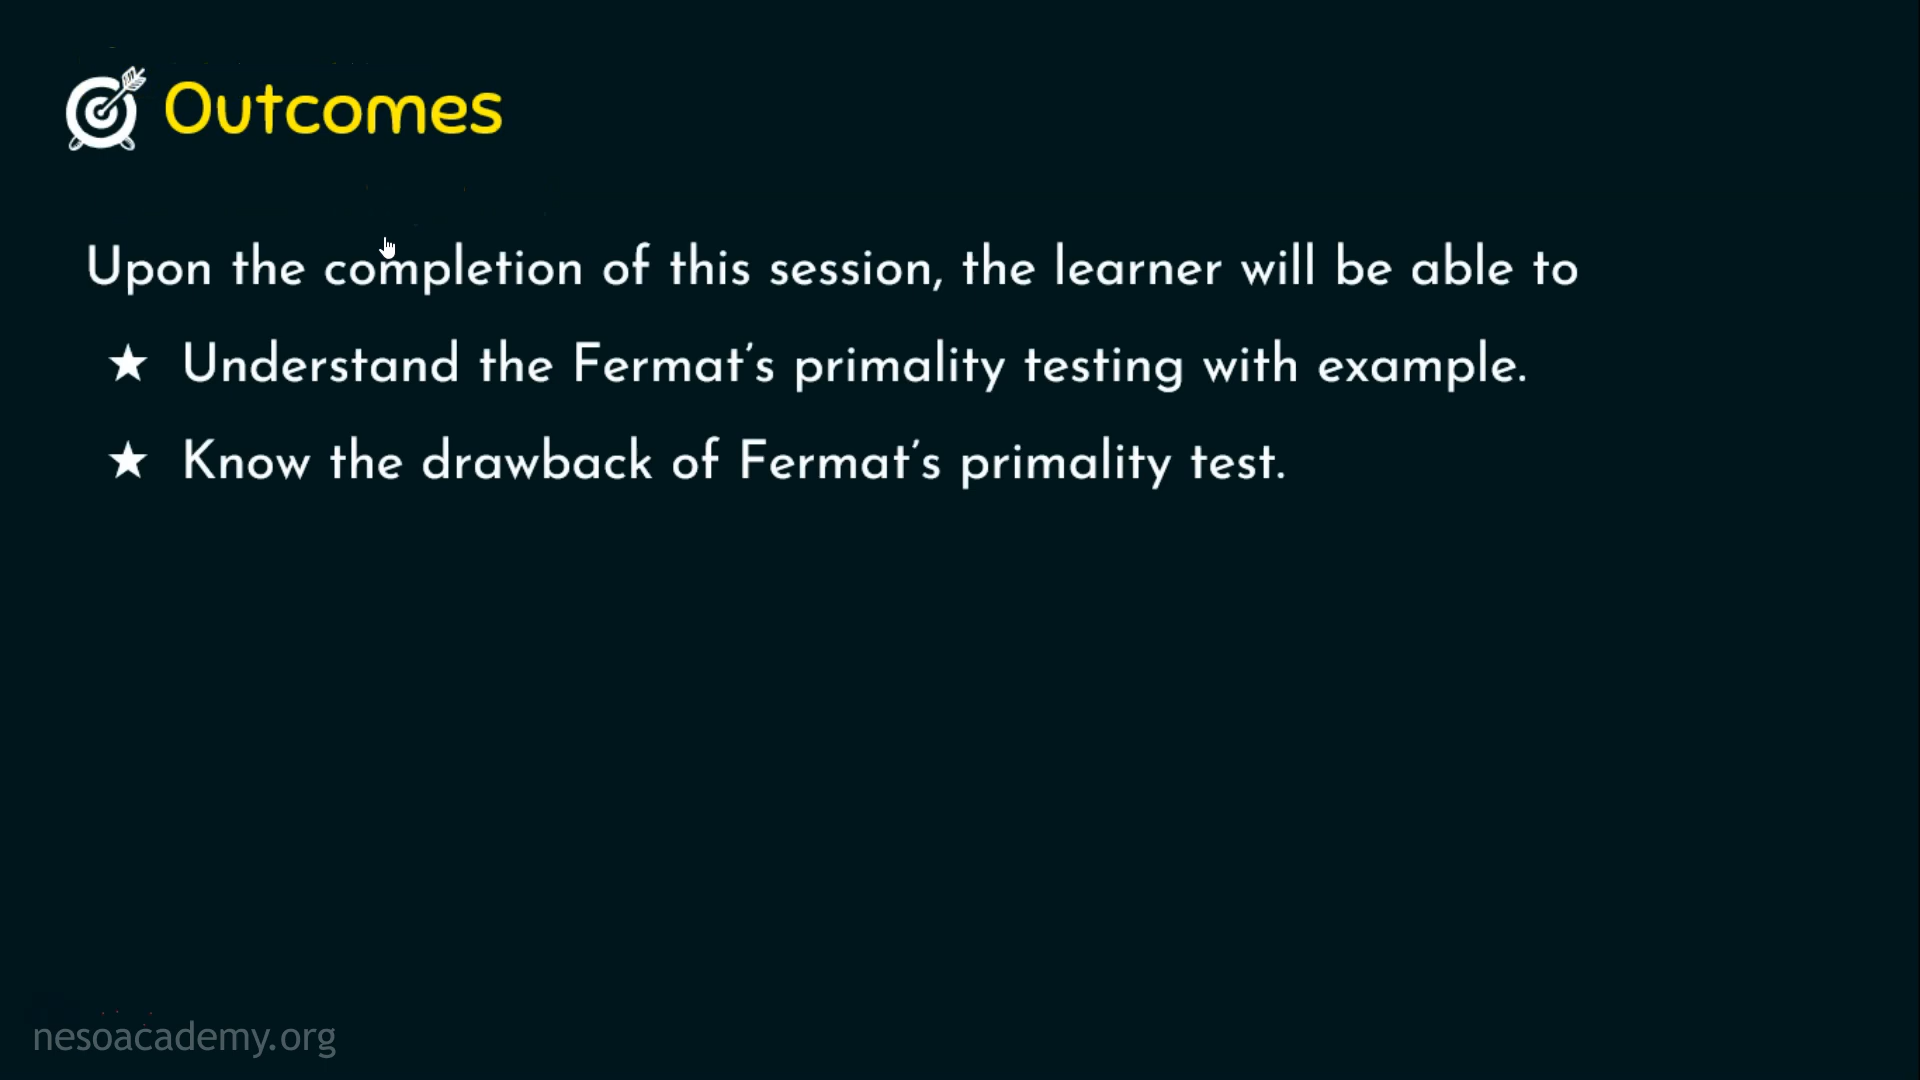 Outcomes
Upon the completion of this session, the learner will be able to
★ Understand the Fermat’s primality testing with example.
★ Know the drawback of Fermat’s primality test.
nesoacademy.org